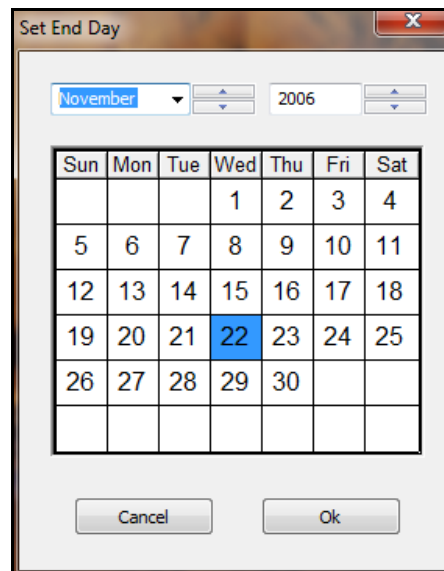 Set End Day
November 2006
Sun Mon Tue Wed Thu Fri Sat
1 2 3 4
5 6 7 8 9 10 11
12 13 14 15 16 17 18
19 20 21 22 23 24 25
26 27 28 29 30
Cancel Ok